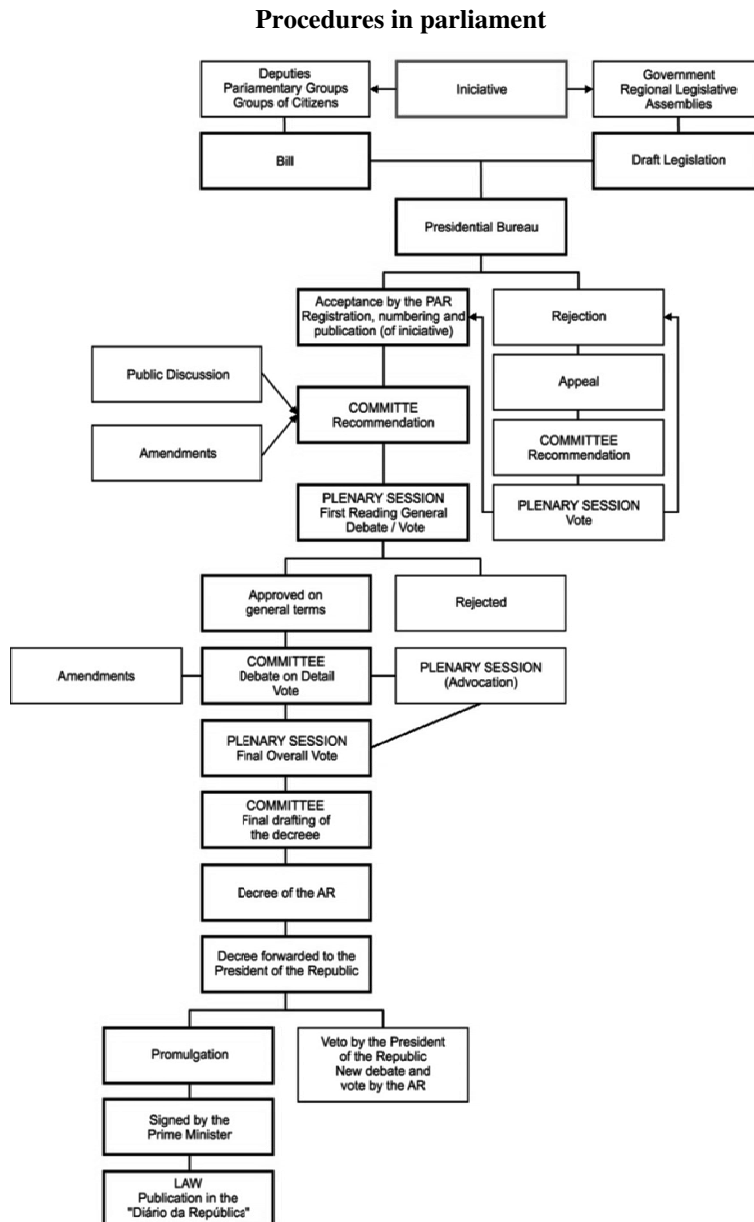 Procedures in parliament
Deputies
Pariamentary Groups
Groups of Citizens
Iniciative
Government
Regional Legislative
Assemblies
Bill
Draft Legislation
Presidential Bureau
Acceptance by the PAR
Registration, numbering and
publication (of iniciative)
Rejection
Public Discussion
Appeal
COMMITTE
Recommendation
Amendments
COMMITTEE
Recommendation
PLENARY SESSION
First Reading General
Debate / Vote
PLENARY SESSION
Vote
Approved on
general terms
Rejected
Amendments
COMMITTEE
Debate on Detail
Vote
PLENARY SESSION
(Advocation)
PLENARY SESSION
Final Overall Vote
COMMITTEE
Final drafting of
the decreee
Decree of the AR
Decree forwarded to the
President of the Republic
Promulgation
Veto by the President
of the Republic
New debate and
vote by the AR
Signed by the
Prime Minister
LAW
Publication in the
"Diário da República"